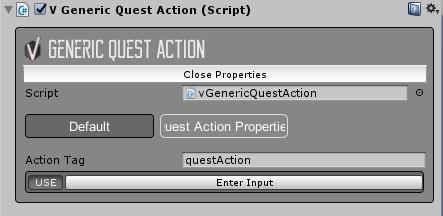 V Generic Quest Action (Script)
GENERIC QUEST ACTION
Close Properties
Script vGenericQuestAction
Default uest Action Propertie
Action Tag questAction
USE Enter Input